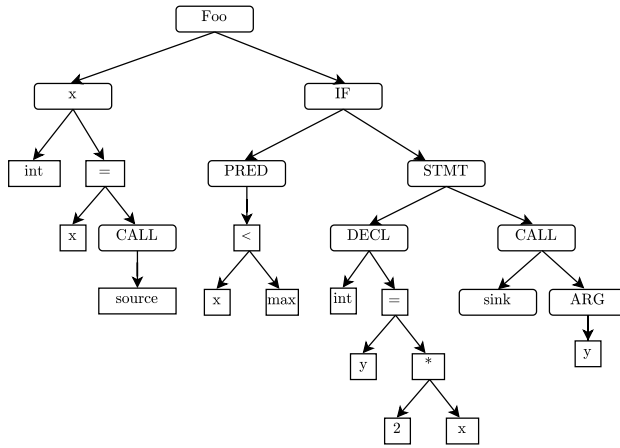 Foo
x IF
int = PRED STMT
x CALL < DECL CALL
source x max int = sink ARG
y * y
2 x